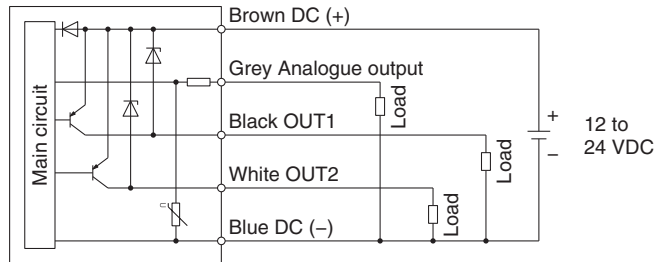 Brown DC (+)
Grey Analogue output
Main circuit
Load
Black OUT1
+
12 to
24 VDC
−
Load
White OUT2
Load
Blue DC (−)